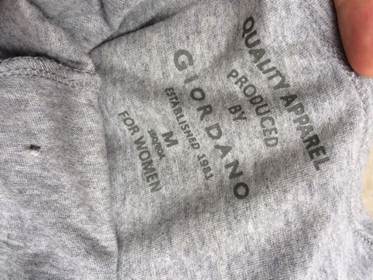 QUALITY APPAREL
PRODUCED
BY
GIORDANO
ESTABLISHED 1981
M
FOR WOMEN